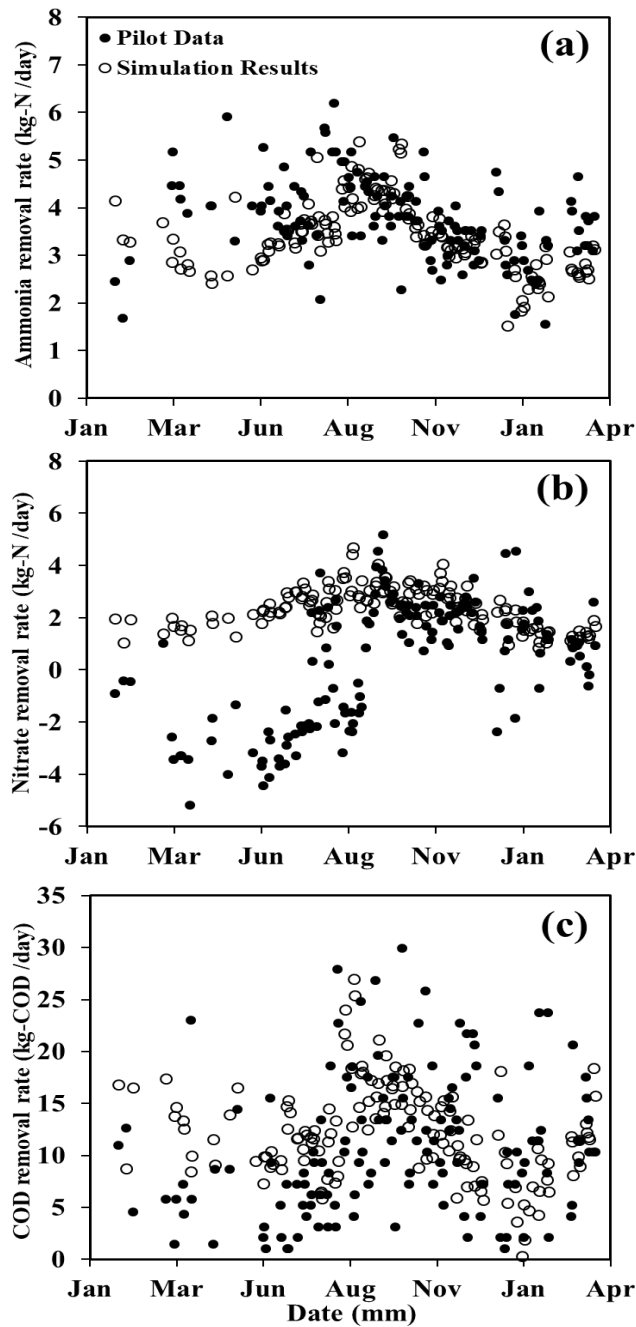 (a)
Pilot Data
Simulation Results
Ammonia removal rate (kg-N /day)
8
7
6
5
4
3
2
1
0
Jan Mar Jun Aug Nov Jan Apr
(b)
Nitrate removal rate (kg-N /day)
8
6
4
2
0
-2
-4
-6
Jan Mar Jun Aug Nov Jan Apr
(c)
COD removal rate (kg-COD /day)
35
30
25
20
15
10
5
0
Jan Mar Jun Aug Nov Jan Apr
Date (mm)